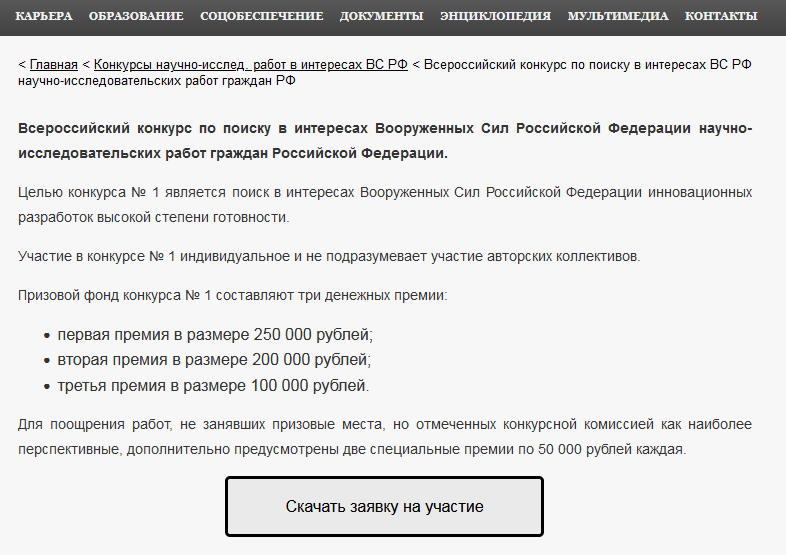 КАРЬЕРА ОБРАЗОВАНИЕ СОЦОБЕСПЕЧЕНИЕ ДОКУМЕНТЫ ЭНЦИКЛОПЕДИЯ МУЛЬТИМЕДИА КОНТАКТЫ
< Главная < Конкурсы научно-исслед. работ в интересах ВС РФ < Всероссийский конкурс по поиску в интересах ВС РФ
научно-исследовательских работ граждан РФ
Всероссийский конкурс по поиску в интересах Вооруженных Сил Российской Федерации научно-
исследовательских работ граждан Российской Федерации.
Целью конкурса № 1 является поиск в интересах Вооруженных Сил Российской Федерации инновационных
разработок высокой степени готовности.
Участие в конкурсе № 1 индивидуальное и не подразумевает участие авторских коллективов.
Призовой фонд конкурса № 1 составляют три денежных премии:
• первая премия в размере 250 000 рублей;
• вторая премия в размере 200 000 рублей;
• третья премия в размере 100 000 рублей.
Для поощрения работ, не занявших призовые места, но отмеченных конкурсной комиссией как наиболее
перспективные, дополнительно предусмотрены две специальные премии по 50 000 рублей каждая.
Скачать заявку на участие